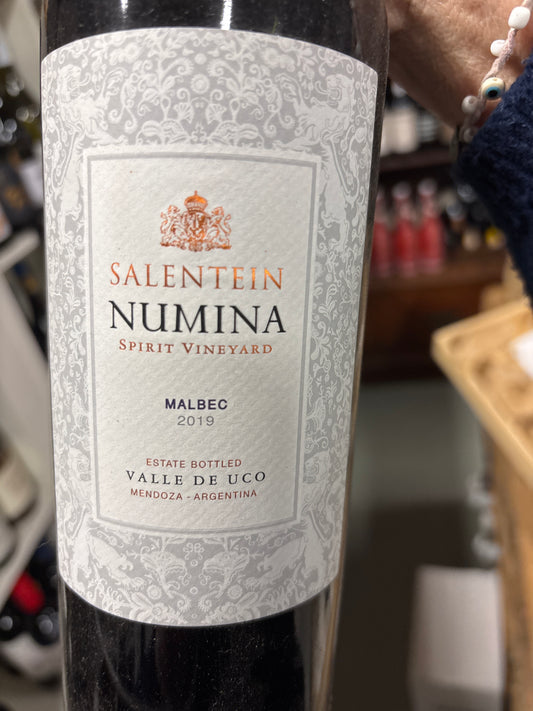 SALENTEIN
NUMINA
SPIRIT VINEYARD
MALBEC
2019
ESTATE BOTTLED
VALLE DE UCO
MENDOZA - ARGENTINA